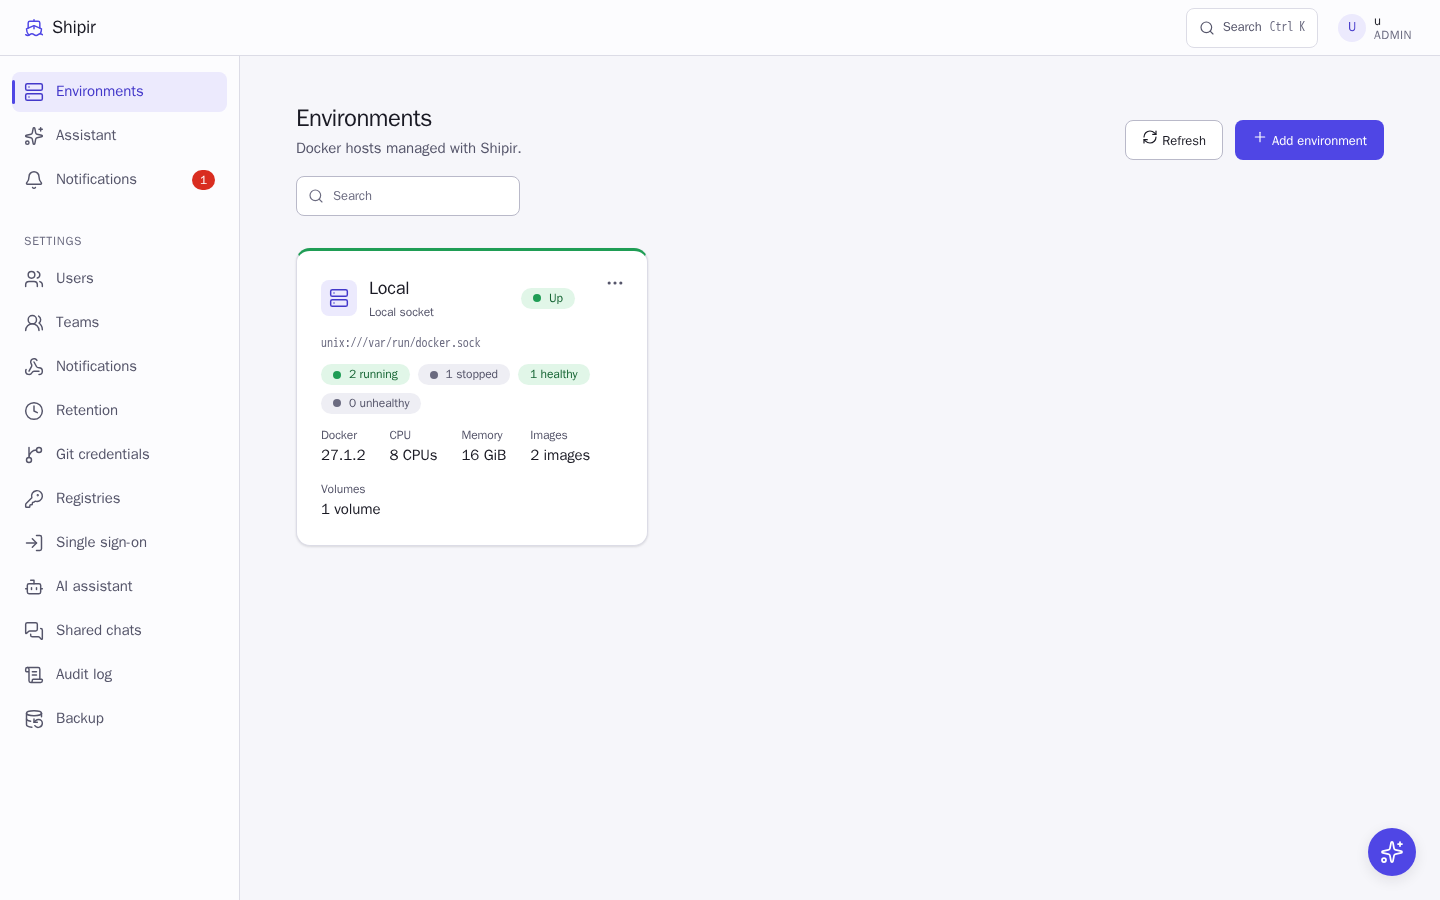 Shipir
Search Ctrl K
U
u
ADMIN
Environments
Assistant
Notifications
1
SETTINGS
Users
Teams
Notifications
Retention
Git credentials
Registries
Single sign-on
AI assistant
Shared chats
Audit log
Backup
Environments
Docker hosts managed with Shipir.
Refresh
Add environment
Search
Local
Local socket
Up
unix:///var/run/docker.sock
2 running
1 stopped
1 healthy
0 unhealthy
Docker CPU Memory Images
27.1.2 8 CPUs 16 GiB 2 images
Volumes
1 volume